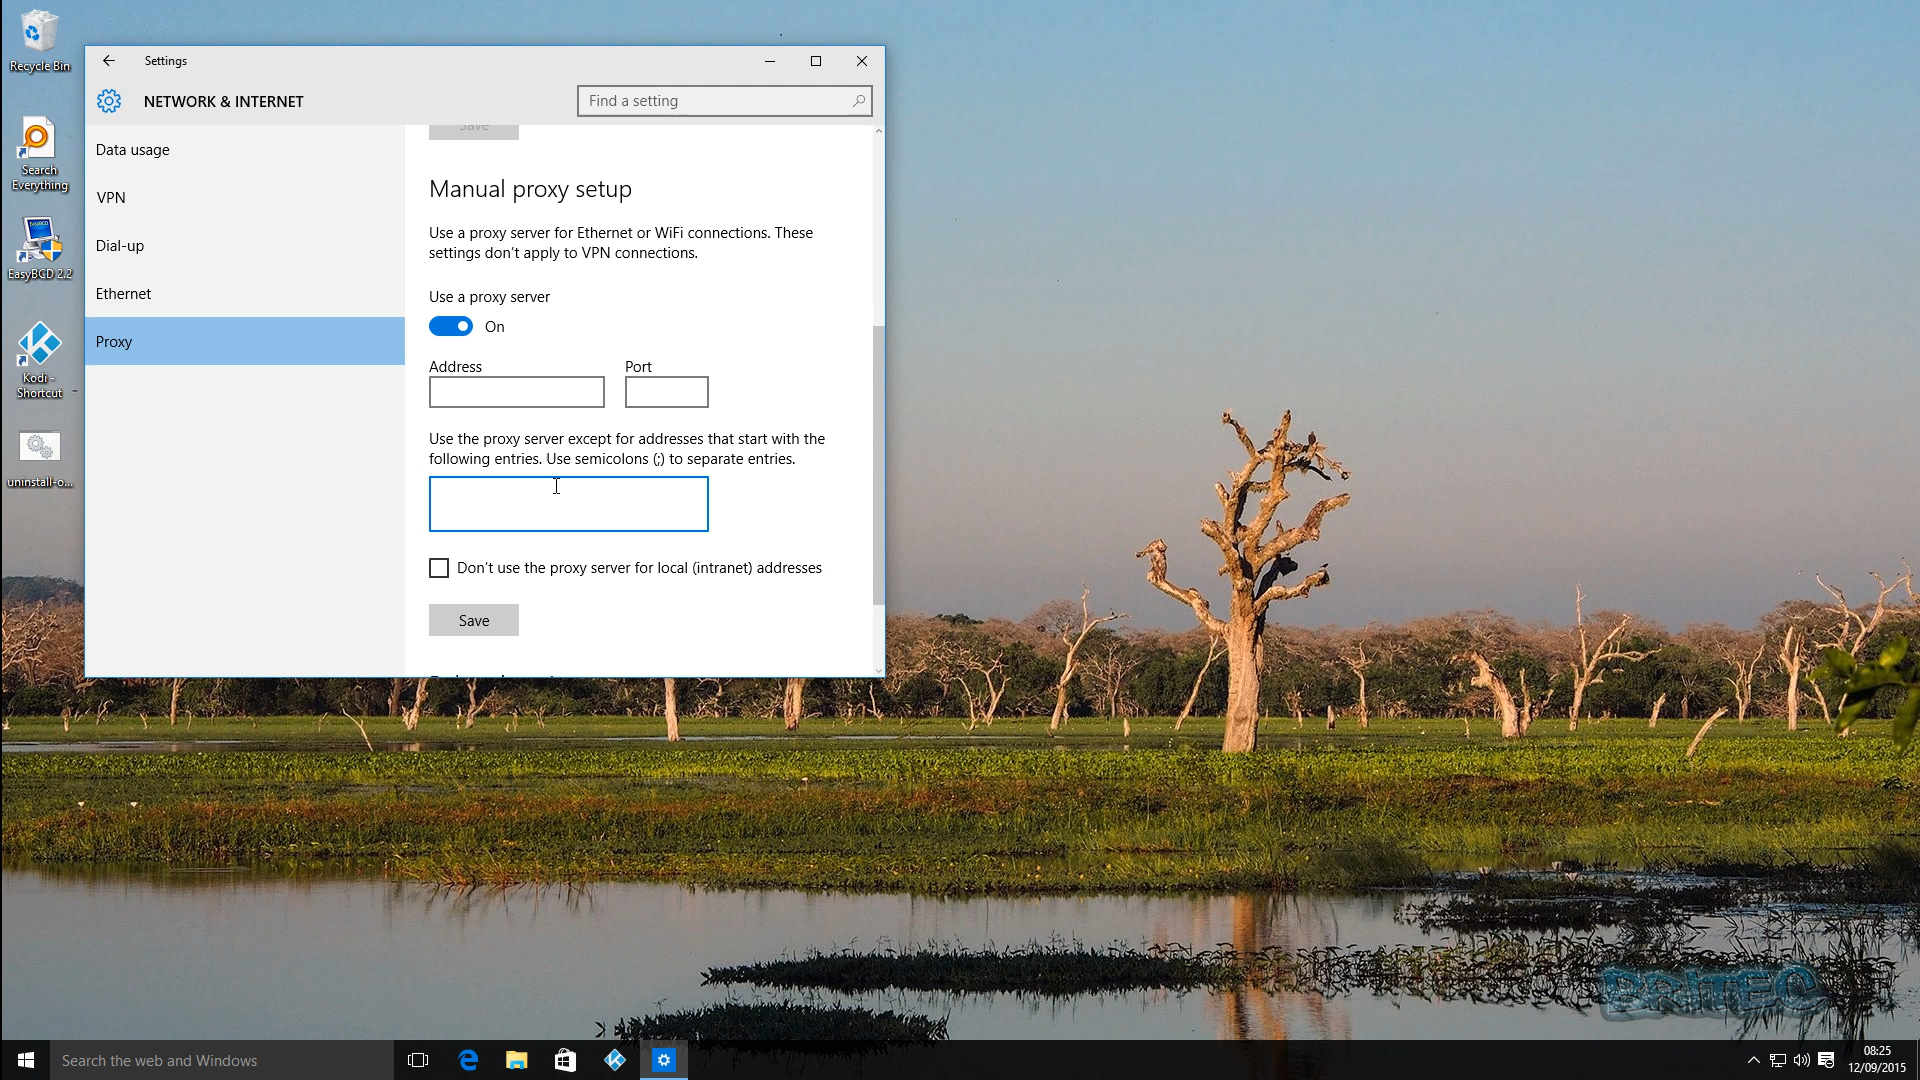 Recycle Bin
Search
Everything
EasyBCD 2.2
Kodi -
Shortcut
uninstall-o...
Settings
NETWORK & INTERNET
Find a setting
Data usage
VPN
Dial-up
Ethernet
Proxy
Save
Manual proxy setup
Use a proxy server for Ethernet or WiFi connections. These
settings don't apply to VPN connections.
Use a proxy server
On
Address Port
Use the proxy server except for addresses that start with the
following entries. Use semicolons (;) to separate entries.
Don't use the proxy server for local (intranet) addresses
Save
BRITEC
Search the web and Windows
08:25
12/09/2015